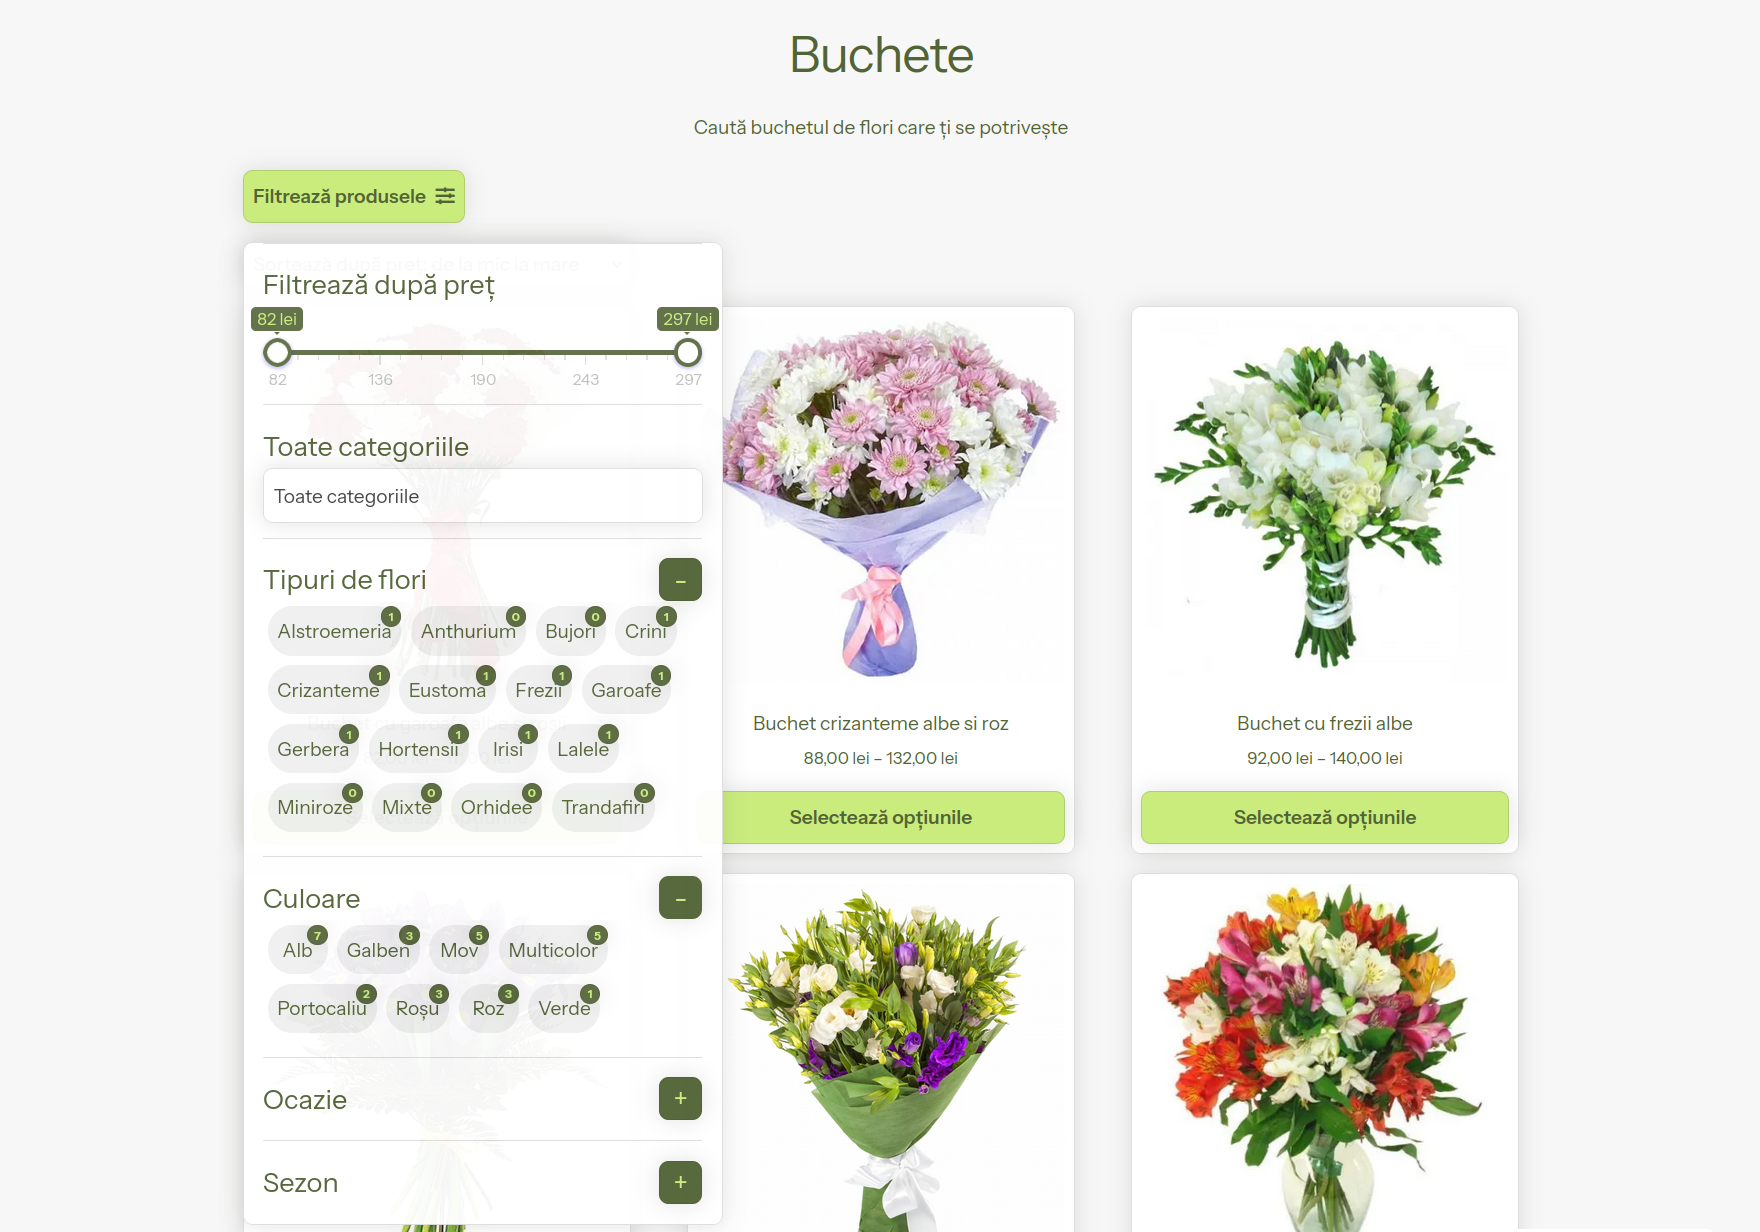 Buchete
Caută buchetul de flori care ți se potrivește
Filtrează produsele
Sortează după preț: de la mic la mare
Filtrează după preț
82 lei
297 lei
82
136
190
243
297
Toate categoriile
Toate categoriile
Tipuri de flori
–
Alstroemeria 1
Anthurium 0
Bujori 0
Crini 1
Crizanteme 1
Eustoma 1
Frezii 1
Garoafe 1
Gerbera 1
Hortensii 1
Irisi 1
Lalele 1
Miniroze 0
Mixte 0
Orhidee 0
Trandafiri 0
Culoare
–
Alb 7
Galben 3
Mov 5
Multicolor 5
Portocaliu 2
Roșu 3
Roz 3
Verde 1
Ocazie
+
Sezon
+
Buchet crizanteme albe si roz
88,00 lei – 132,00 lei
Selectează opțiunile
Buchet cu frezii albe
92,00 lei – 140,00 lei
Selectează opțiunile